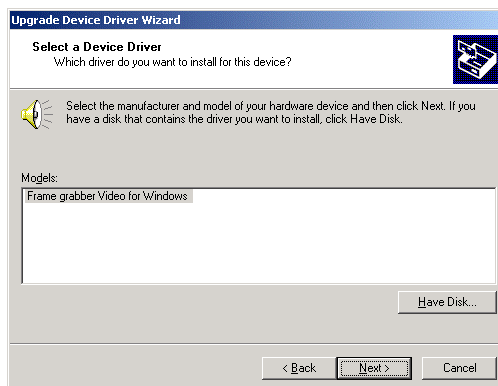 Upgrade Device Driver Wizard
Select a Device Driver
Which driver do you want to install for this device?
Select the manufacturer and model of your hardware device and then click Next. If you
have a disk that contains the driver you want to install, click Have Disk.
Models:
Frame grabber Video for Windows
Have Disk...
< Back
Next >
Cancel